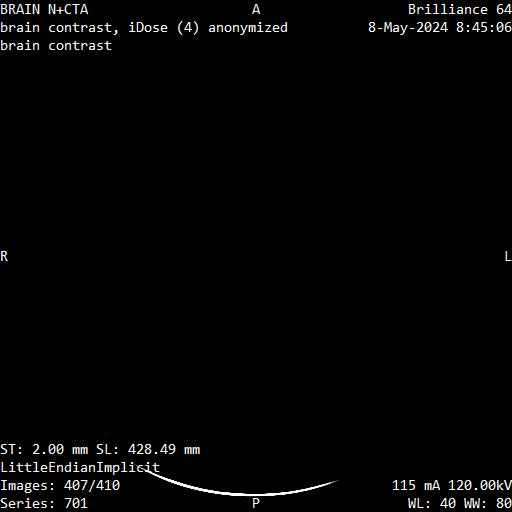 BRAIN N+CTA
A
Brilliance 64
brain contrast, iDose (4) anonymized
8-May-2024 8:45:06
brain contrast
R
L
ST: 2.00 mm SL: 428.49 mm
LittleEndianImplicit
Images: 407/410
115 mA 120.00kV
Series: 701
P
WL: 40 WW: 80